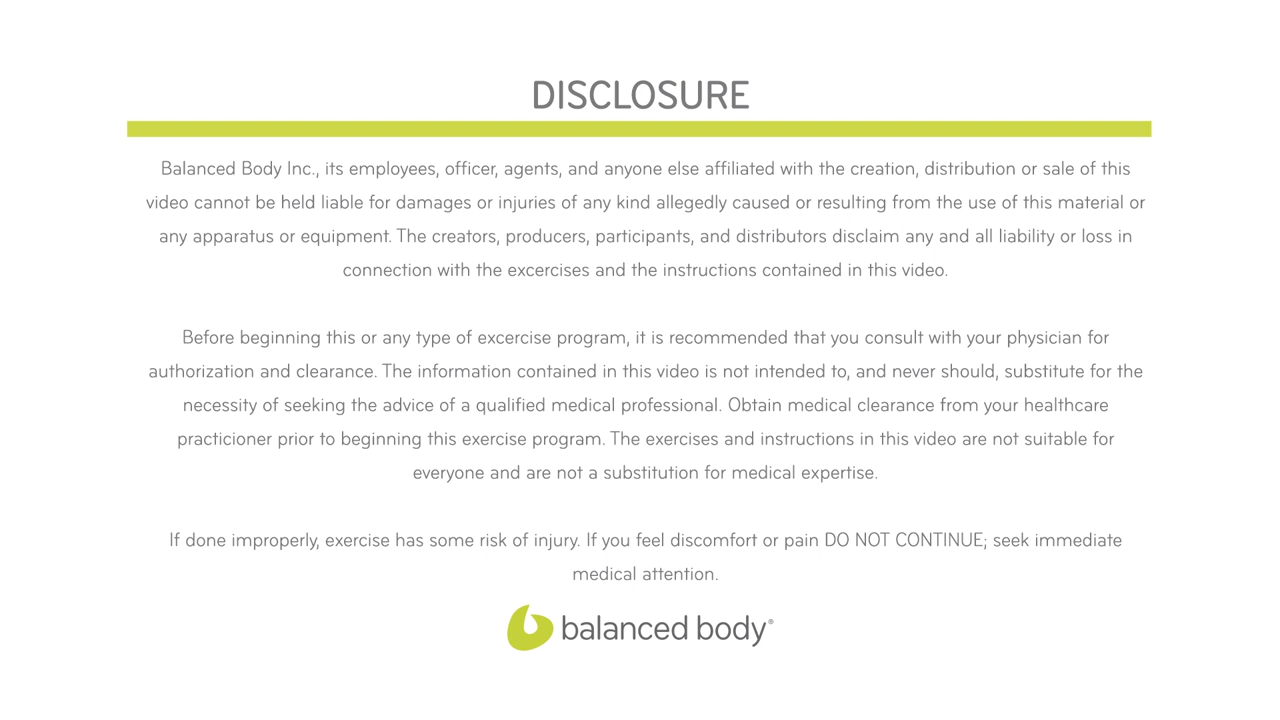 DISCLOSURE
Balanced Body Inc., its employees, officer, agents, and anyone else affiliated with the creation, distribution or sale of this
video cannot be held liable for damages or injuries of any kind allegedly caused or resulting from the use of this material or
any apparatus or equipment. The creators, producers, participants, and distributors disclaim any and all liability or loss in
connection with the excercises and the instructions contained in this video.
Before beginning this or any type of excercise program, it is recommended that you consult with your physician for
authorization and clearance. The information contained in this video is not intended to, and never should, substitute for the
necessity of seeking the advice of a qualified medical professional. Obtain medical clearance from your healthcare
practicioner prior to beginning this exercise program. The exercises and instructions in this video are not suitable for
everyone and are not a substitution for medical expertise.
If done improperly, exercise has some risk of injury. If you feel discomfort or pain DO NOT CONTINUE; seek immediate
medical attention.
balanced body®